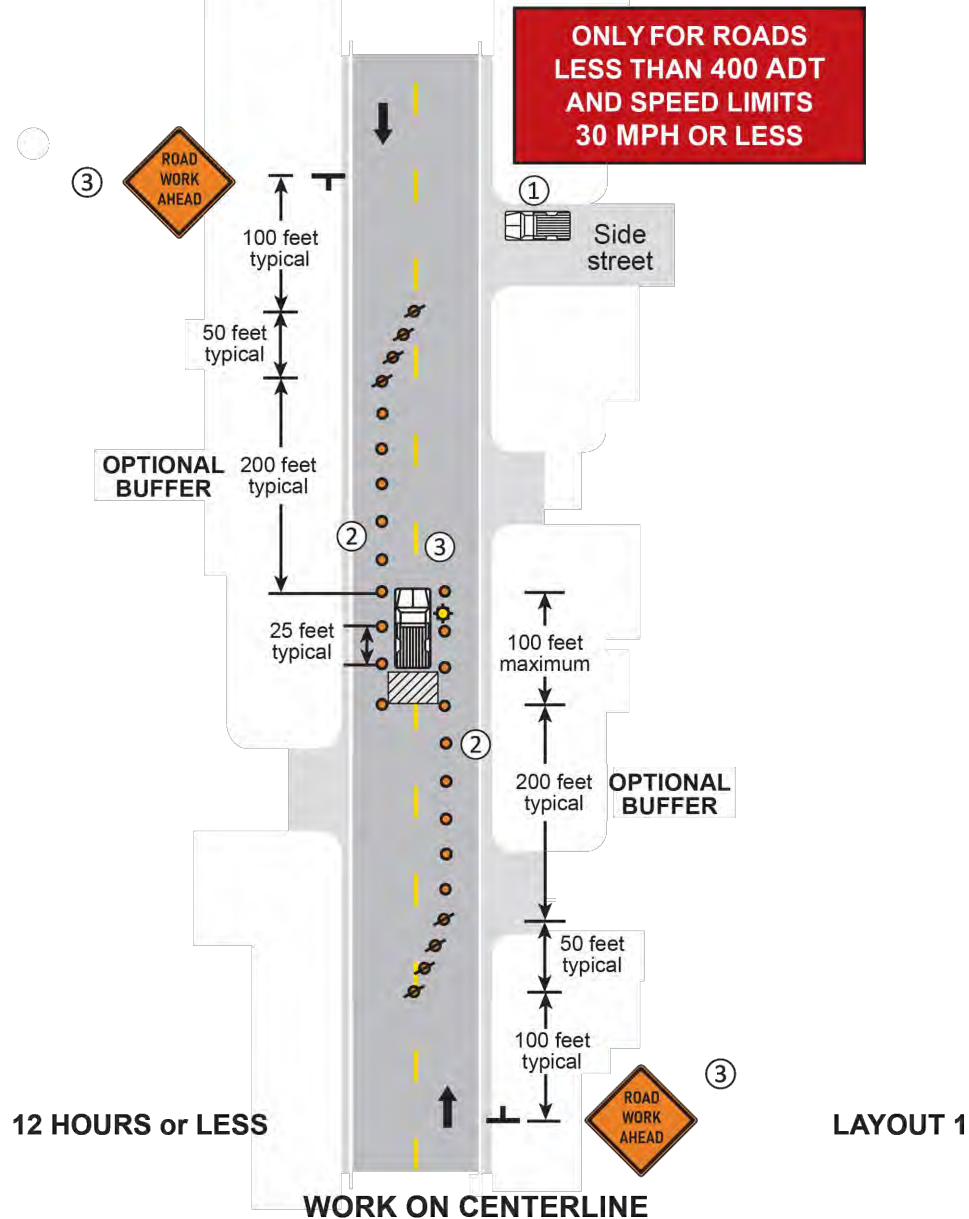 ONLY FOR ROADS
LESS THAN 400 ADT
AND SPEED LIMITS
30 MPH OR LESS
ROAD
WORK
AHEAD
3
1
Side
street
100 feet
typical
50 feet
typical
OPTIONAL
BUFFER
200 feet
typical
2
3
25 feet
typical
100 feet
maximum
2
200 feet
typical
OPTIONAL
BUFFER
50 feet
typical
100 feet
typical
3
ROAD
WORK
AHEAD
12 HOURS or LESS
LAYOUT 1
WORK ON CENTERLINE